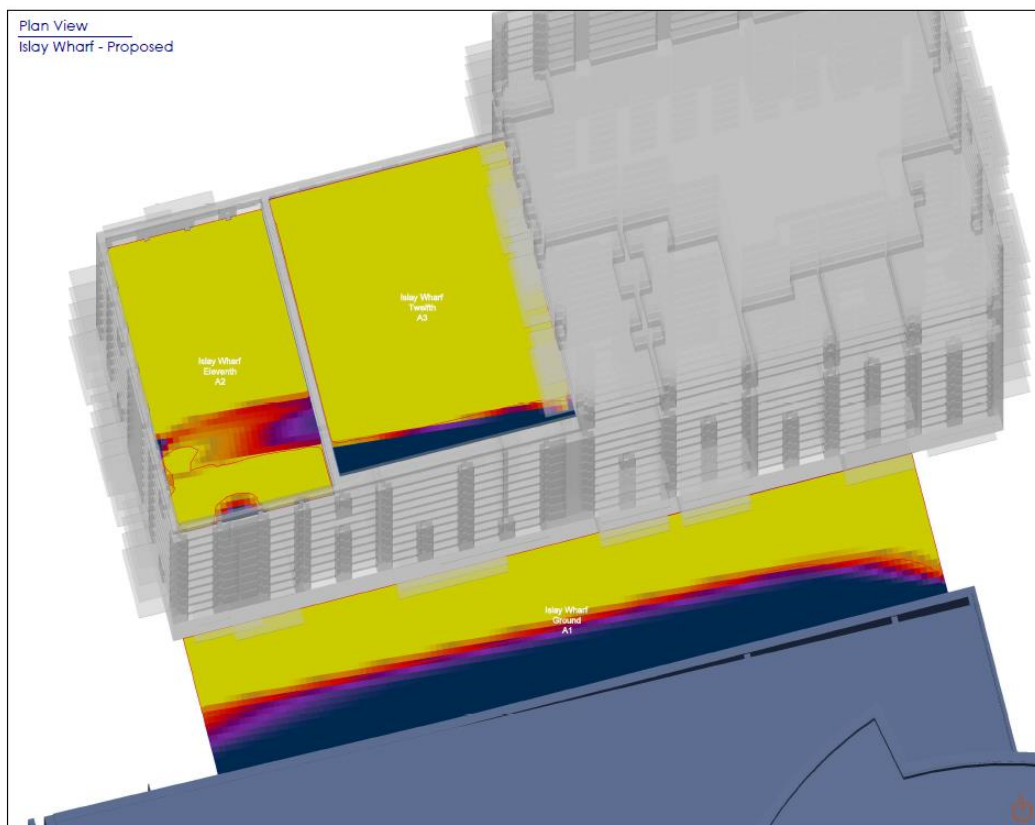 Plan View
Islay Wharf - Proposed
Islay Wharf
Twelfth
A3
Islay Wharf
Eleventh
A2
Islay Wharf
Ground
A1